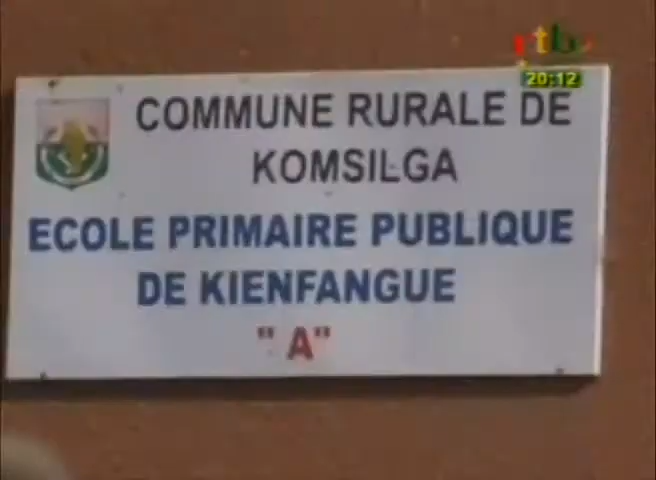 rtb
20:12
COMMUNE RURALE DE
KOMSILGA
ECOLE PRIMAIRE PUBLIQUE
DE KIENFANGUE
"A"